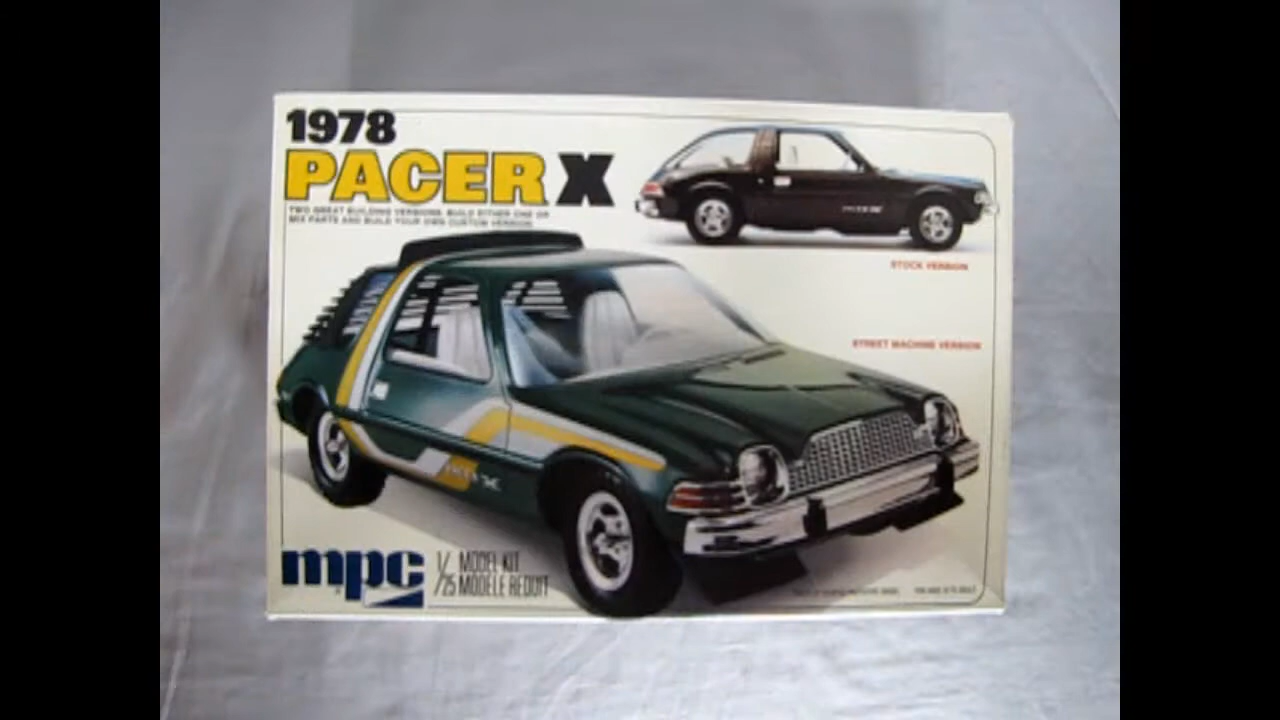 1978
PACER X
TWO GREAT BUILDING VERSIONS: BUILD EITHER ONE OR
MIX PARTS AND BUILD YOUR OWN CUSTOM VERSION
STOCK VERSION
STREET MACHINE VERSION
mpc
1/25 MODEL KIT
MODELE REDUIT